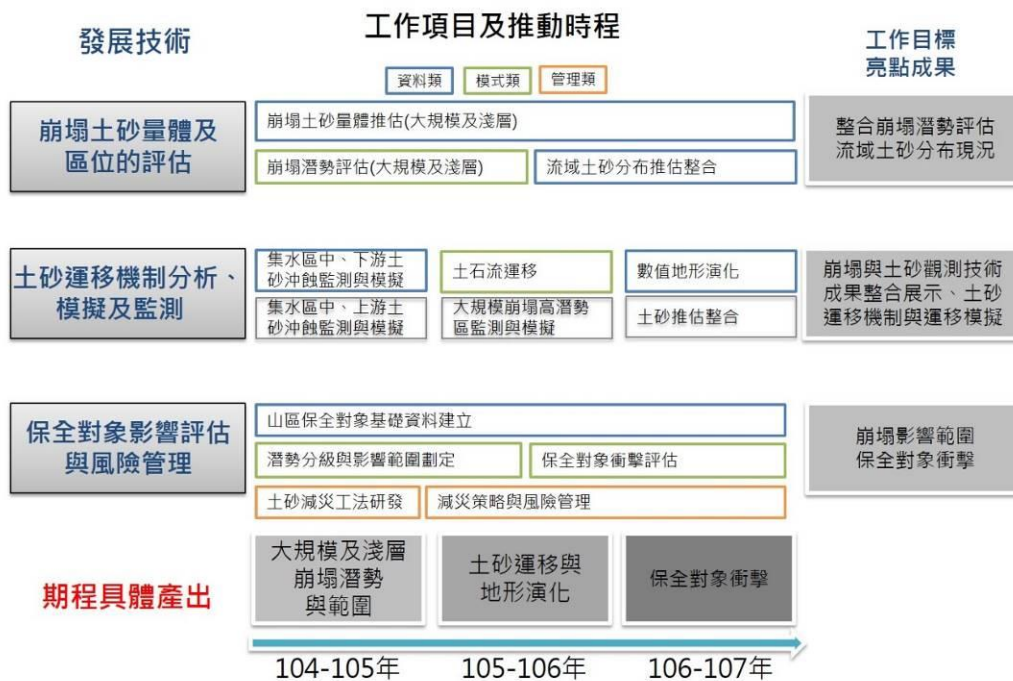 發展技術
工作項目及推動時程
工作目標
亮點成果
資料類
模式類
管理類
崩塌土砂量體及
區位的評估
崩塌土砂量體推估(大規模及淺層)
崩塌潛勢評估(大規模及淺層)
流域土砂分布推估整合
整合崩塌潛勢評估
流域土砂分布現況
土砂運移機制分析、
模擬及監測
集水區中、下游土
砂沖蝕監測與模擬
土石流運移
數值地形演化
集水區中、上游土
砂沖蝕監測與模擬
大規模崩塌高潛勢
區監測與模擬
土砂推估整合
崩塌與土砂觀測技術
成果整合展示、土砂
運移機制與運移模擬
保全對象影響評估
與風險管理
山區保全對象基礎資料建立
潛勢分級與影響範圍劃定
保全對象衝擊評估
土砂減災工法研發
減災策略與風險管理
崩塌影響範圍
保全對象衝擊
期程具體產出
大規模及淺層
崩塌潛勢
與範圍
土砂運移與
地形演化
保全對象衝擊
104-105年
105-106年
106-107年